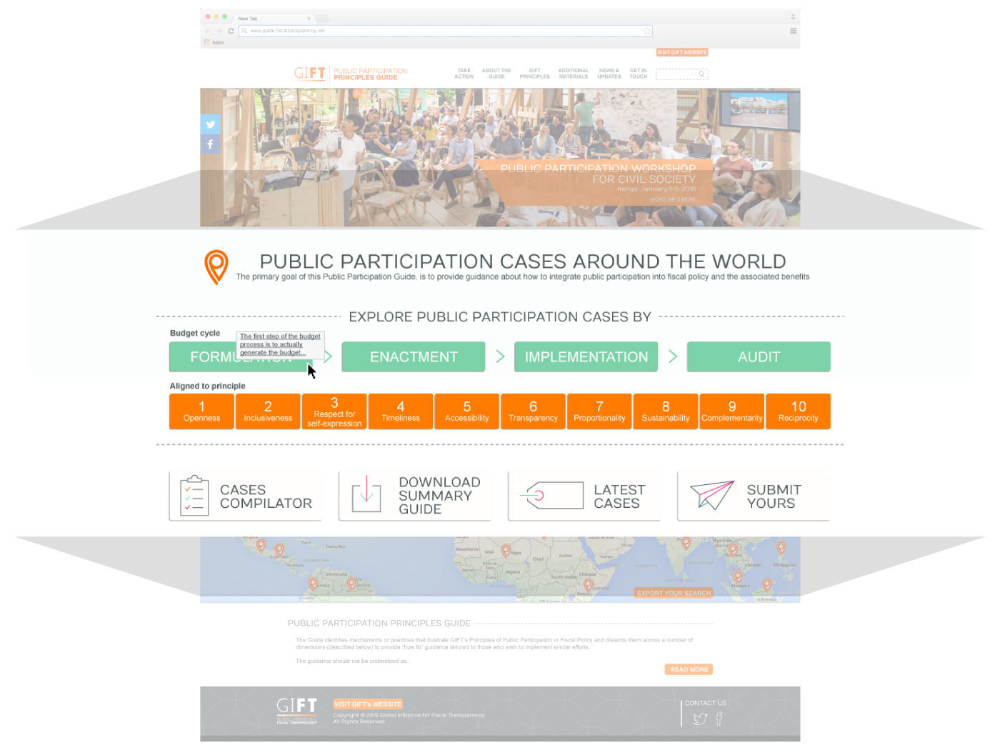 New Tab
www.guide.fiscaltransparency.net
Apps
VISIT GIFT WEBSITE
GIFT
PUBLIC PARTICIPATION
PRINCIPLES GUIDE
TAKE
ACTION
ABOUT THE
GUIDE
GIFT
PRINCIPLES
ADDITIONAL
MATERIALS
NEWS &
UPDATES
GET IN
TOUCH
PUBLIC PARTICIPATION WORKSHOP
FOR CIVIL SOCIETY
Kenya, January 1-5 2016
MORE INFO HERE
PUBLIC PARTICIPATION CASES AROUND THE WORLD
The primary goal of this Public Participation Guide, is to provide guidance about how to integrate public participation into fiscal policy and the associated benefits
EXPLORE PUBLIC PARTICIPATION CASES BY
Budget cycle
The first step of the budget
process is to actually
generate the budget...
FORMULATION
ENACTMENT
IMPLEMENTATION
AUDIT
Aligned to principle
1
Openness
2
Inclusiveness
3
Respect for
self-expression
4
Timeliness
5
Accessibility
6
Transparency
7
Proportionality
8
Sustainability
9
Complementarity
10
Reciprocity
CASES
COMPILATOR
DOWNLOAD
SUMMARY
GUIDE
LATEST
CASES
SUBMIT
YOURS
Cuba
Puerto Rico
Caribbean Sea
Nicaragua
Venezuela
Mauritania
Mali
Niger
Chad
Sudan
Yemen
Oman
Nigeria
South Sudan
Ethiopia
Somalia
Kenya
Arabian Sea
Myanmar
(Burma)
Vietnam
Philippines
Malaysia
Indonesia
EXPORT YOUR SEARCH
PUBLIC PARTICIPATION PRINCIPLES GUIDE
The Guide identifies mechanisms or practices that illustrate GIFT's Principles of Public Participation in Fiscal Policy and dissects them across a number of
dimensions (described below) to provide "how to" guidance tailored to those who wish to implement similar efforts.
The guidance should not be understood as...
READ MORE
GIFT
GLOBAL INITIATIVE for
FISCAL TRANSPARENCY
VISIT GIFT's WEBSITE
Copyright © 2015 Global Initiative for Fiscal Transparency.
All Rights Reserved
CONTACT US